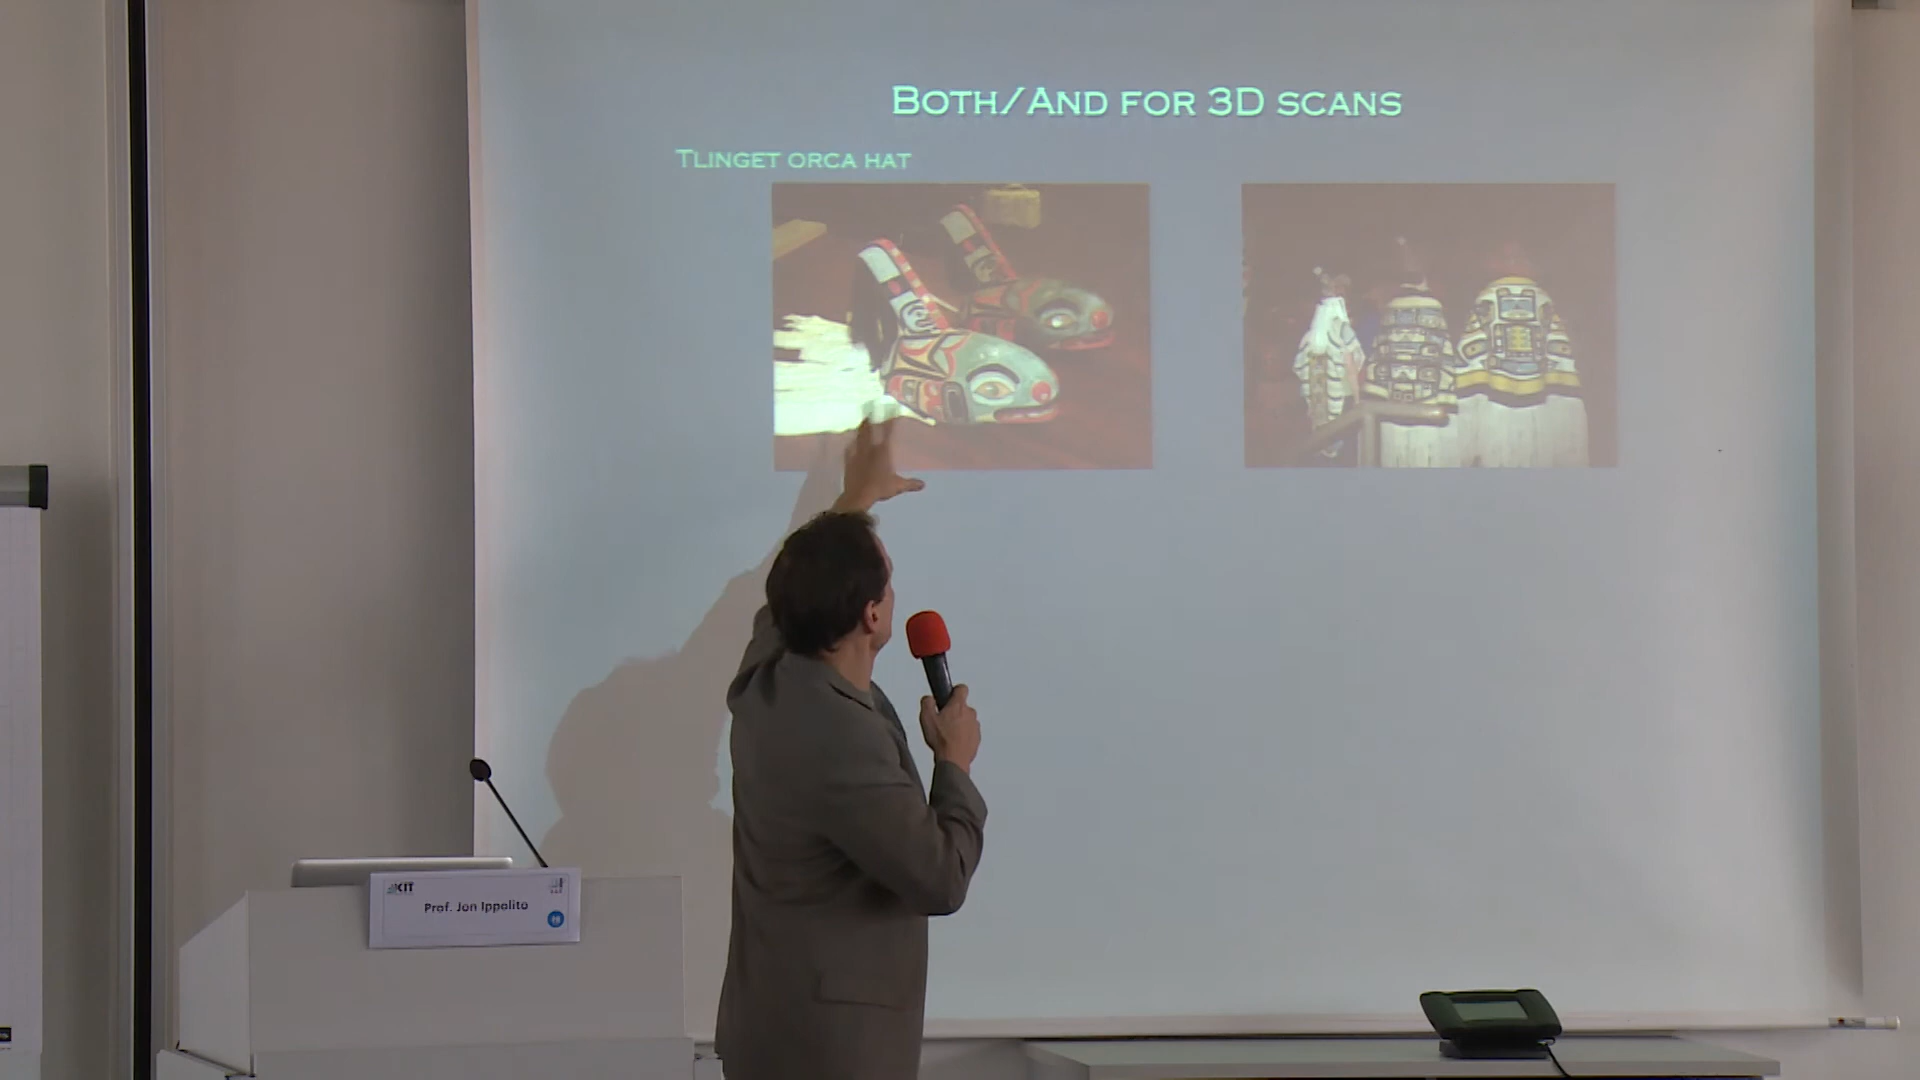 BOTH/AND FOR 3D SCANS
TLINGET ORCA HAT
KIT
Prof. Jon Ippolito